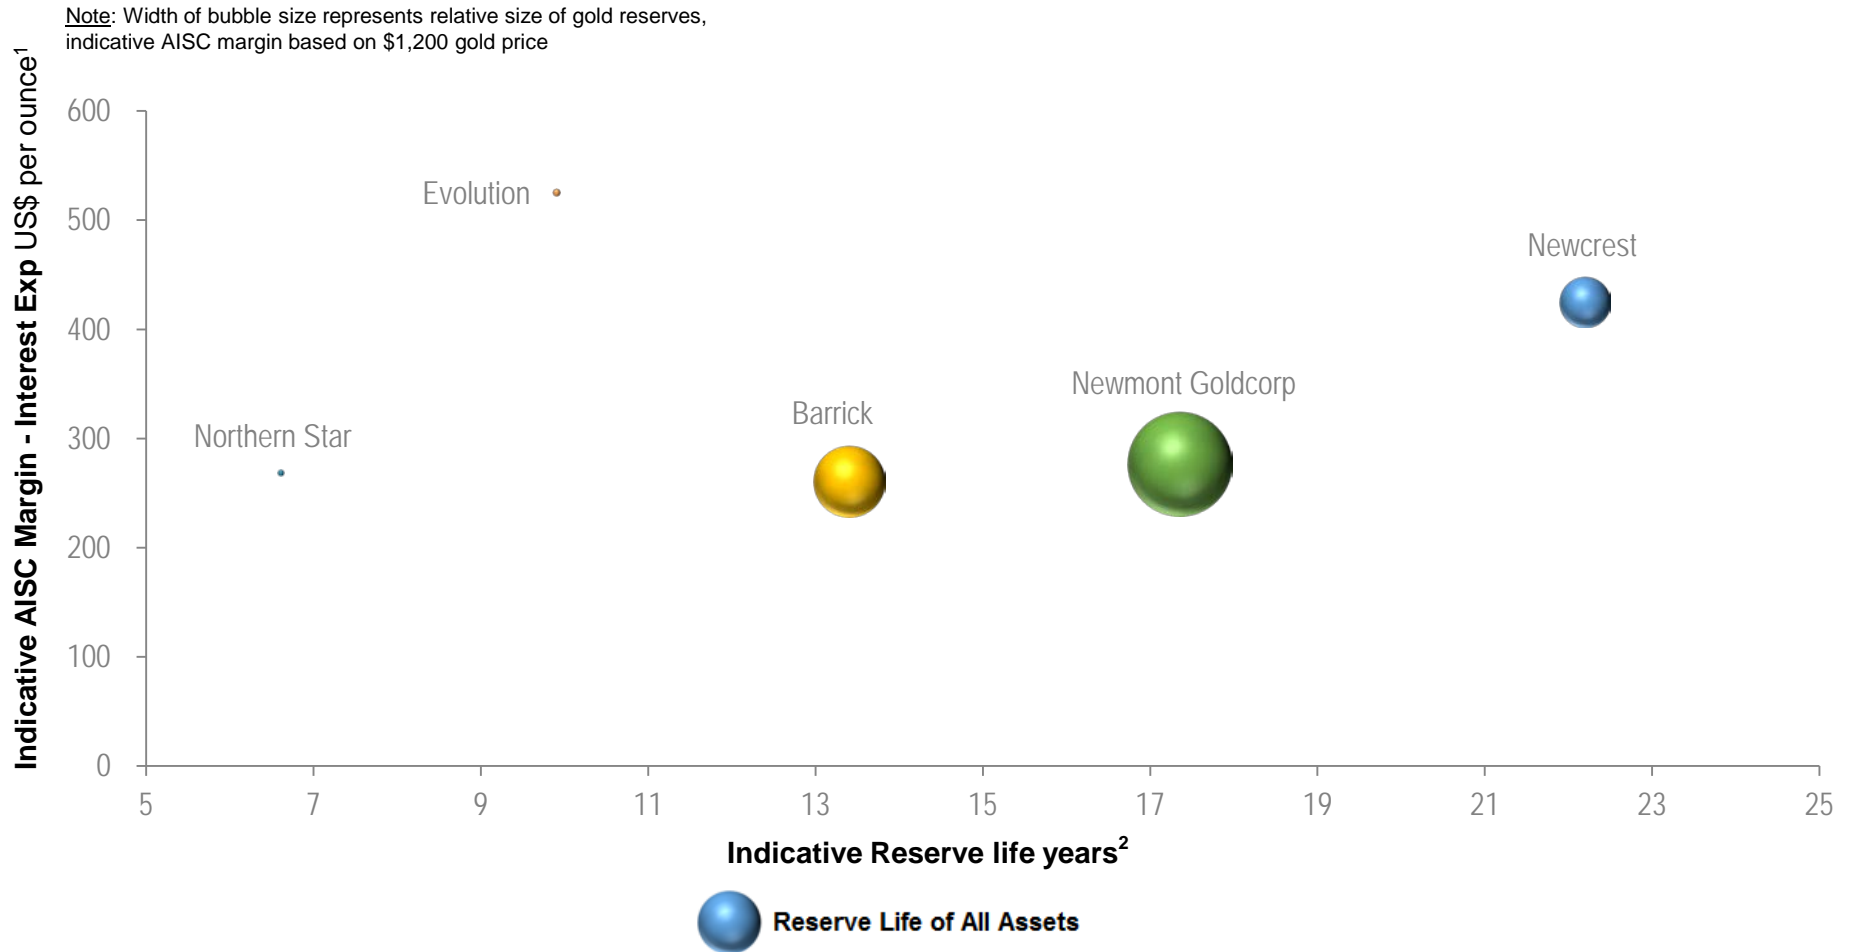 Note: Width of bubble size represents relative size of gold reserves,
indicative AISC margin based on $1,200 gold price
Indicative AISC Margin - Interest Exp US$ per ounce¹
600
500
400
300
200
100
0
Evolution
Newcrest
Newmont Goldcorp
Barrick
Northern Star
5 7 9 11 13 15 17 19 21 23 25
Indicative Reserve life years²
Reserve Life of All Assets